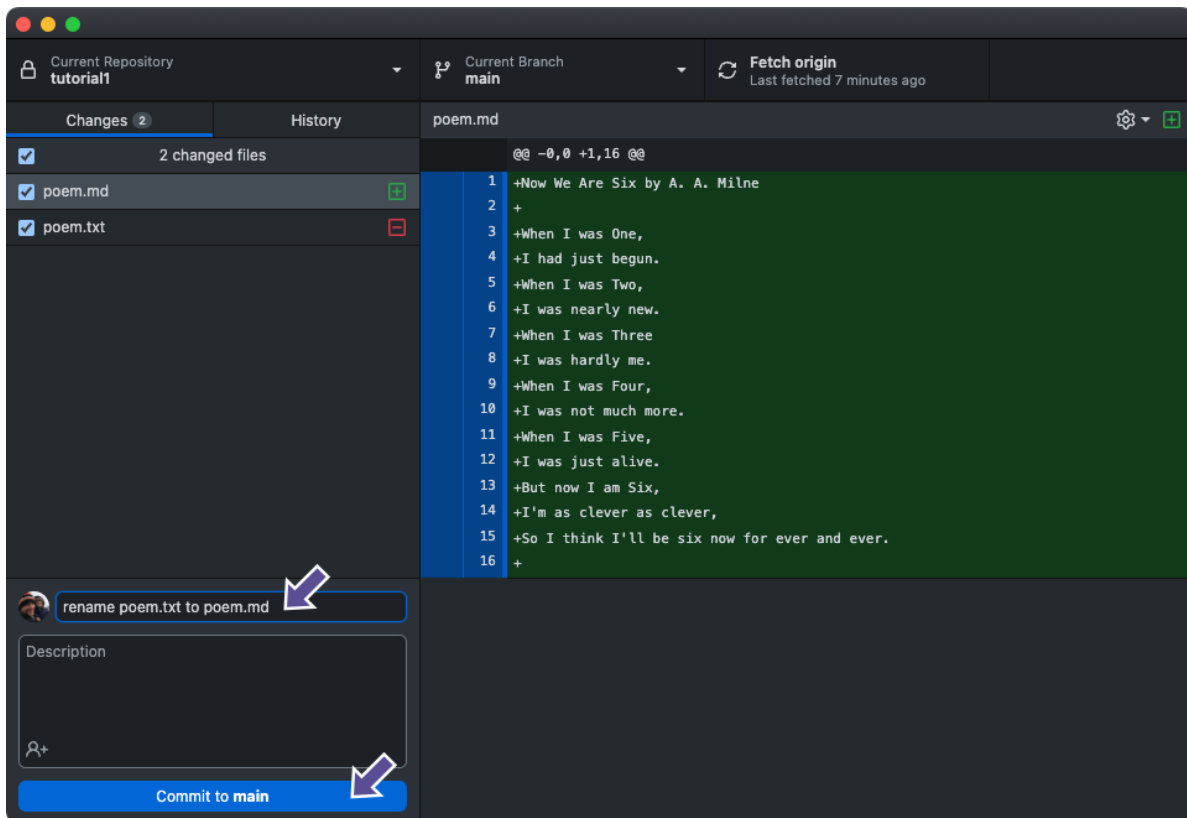 Current Repository
tutorial1
Current Branch
main
Fetch origin
Last fetched 7 minutes ago
Changes 2
History
poem.md
2 changed files
@@ -0,0 +1,16 @@
poem.md
poem.txt
1 +Now We Are Six by A. A. Milne
2 +
3 +When I was One,
4 +I had just begun.
5 +When I was Two,
6 +I was nearly new.
7 +When I was Three
8 +I was hardly me.
9 +When I was Four,
10 +I was not much more.
11 +When I was Five,
12 +I was just alive.
13 +But now I am Six,
14 +I'm as clever as clever,
15 +So I think I'll be six now for ever and ever.
16 +
rename poem.txt to poem.md
Description
Commit to main